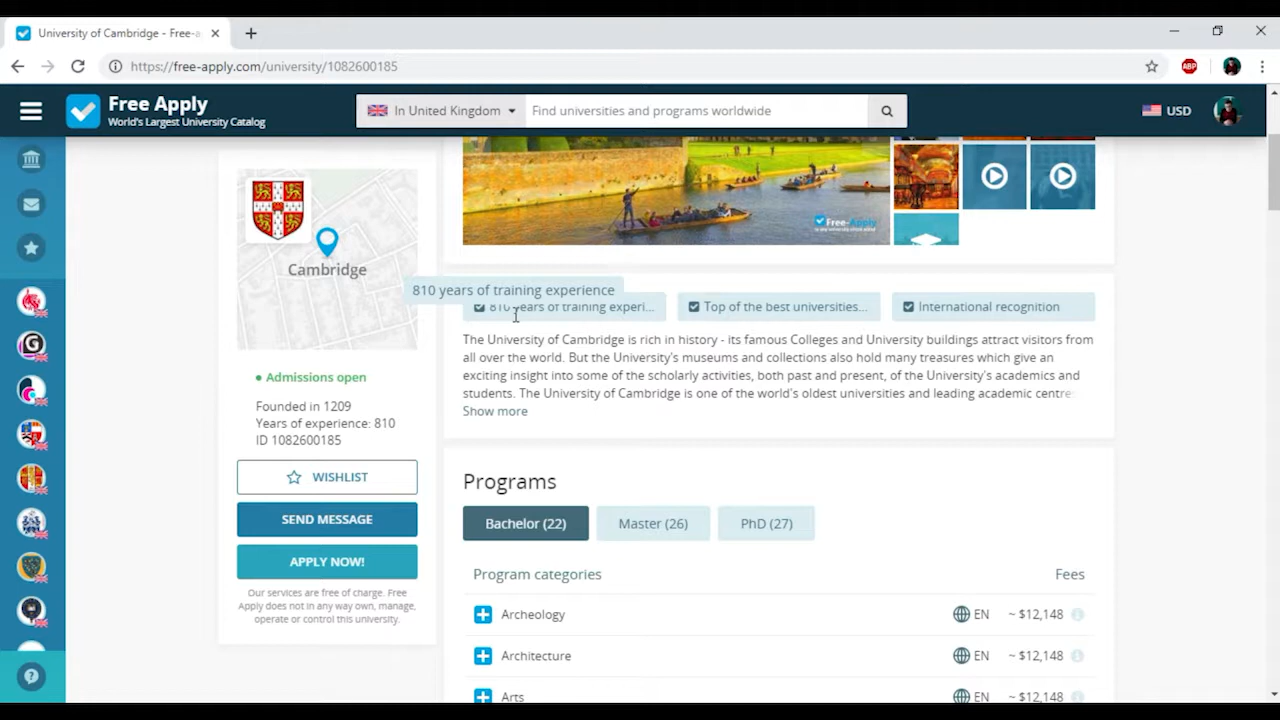 University of Cambridge - Free-a
https://free-apply.com/university/1082600185
ABP
Free Apply
World's Largest University Catalog
In United Kingdom
Find universities and programs worldwide
USD
Cambridge
Free-Apply
810 years of training experience
810 years of training experi...
Top of the best universities...
International recognition
The University of Cambridge is rich in history - its famous Colleges and University buildings attract visitors from
all over the world. But the University's museums and collections also hold many treasures which give an
exciting insight into some of the scholarly activities, both past and present, of the University's academics and
students. The University of Cambridge is one of the world's oldest universities and leading academic centres
Show more
• Admissions open
Founded in 1209
Years of experience: 810
ID 1082600185
WISHLIST
SEND MESSAGE
APPLY NOW!
Our services are free of charge. Free
Apply does not in any way own, manage,
operate or control this university.
Programs
Bachelor (22)
Master (26)
PhD (27)
Program categories
Fees
Archeology
EN
~ $12,148
Architecture
EN
~ $12,148
Arts
EN
~ $12,148